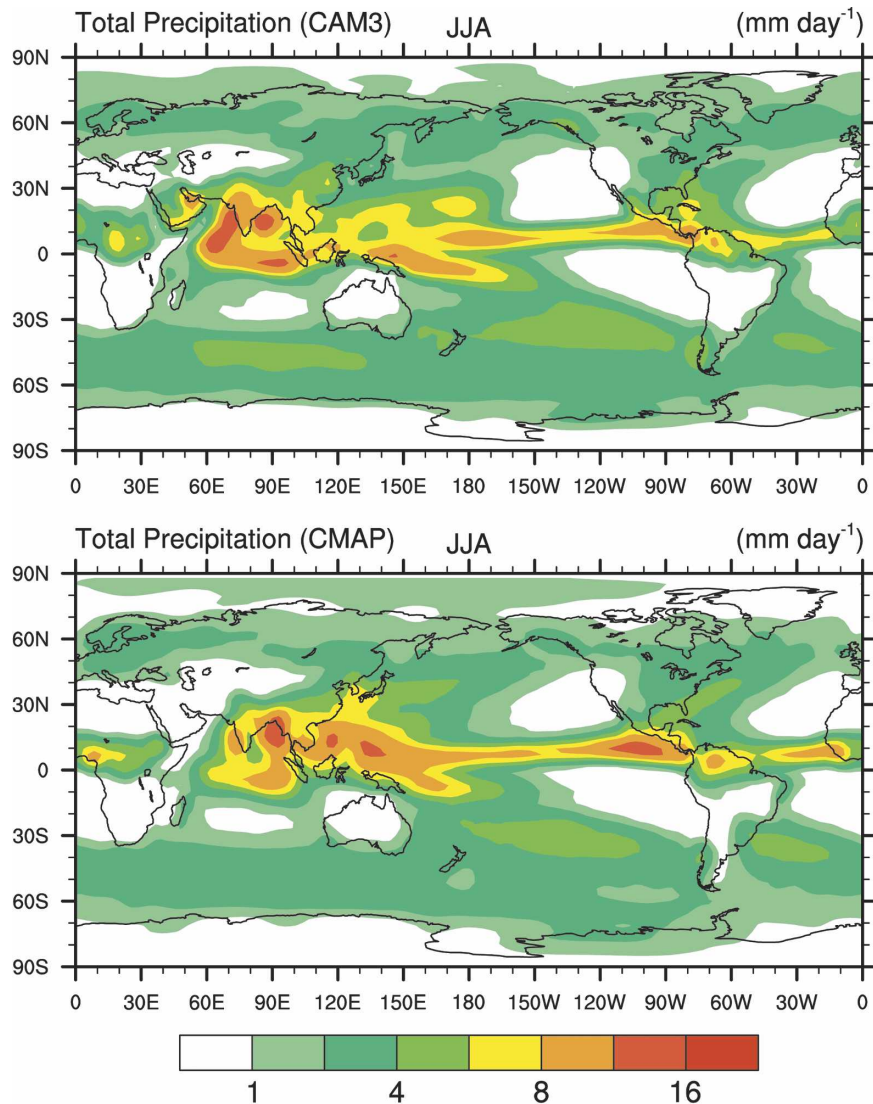 Total Precipitation (CAM3) JJA (mm day⁻¹)
90N
60N
30N
0
30S
60S
90S
0 30E 60E 90E 120E 150E 180 150W 120W 90W 60W 30W 0
Total Precipitation (CMAP) JJA (mm day⁻¹)
90N
60N
30N
0
30S
60S
90S
0 30E 60E 90E 120E 150E 180 150W 120W 90W 60W 30W 0
1 4 8 16